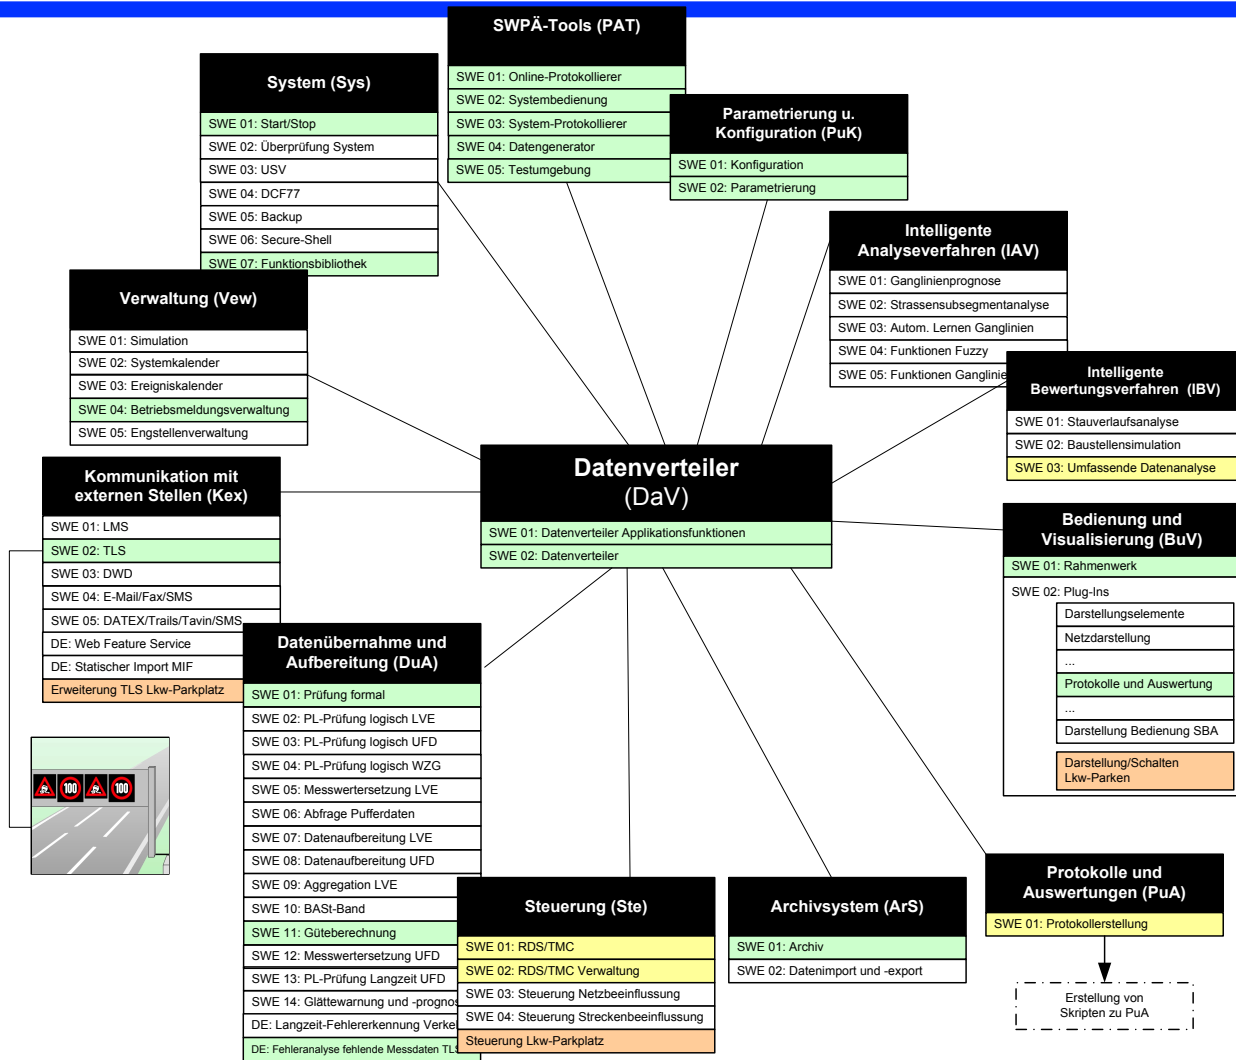 SWPÄ-Tools (PAT)
SWE 01: Online-Protokollierer
SWE 02: Systembedienung
SWE 03: System-Protokollierer
SWE 04: Datengenerator
SWE 05: Testumgebung
System (Sys)
SWE 01: Start/Stop
SWE 02: Überprüfung System
SWE 03: USV
SWE 04: DCF77
SWE 05: Backup
SWE 06: Secure-Shell
SWE 07: Funktionsbibliothek
Parametrierung u.
Konfiguration (PuK)
SWE 01: Konfiguration
SWE 02: Parametrierung
Intelligente
Analyseverfahren (IAV)
SWE 01: Ganglinienprognose
SWE 02: Strassensubsegmentanalyse
SWE 03: Autom. Lernen Ganglinien
SWE 04: Funktionen Fuzzy
SWE 05: Funktionen Ganglinie
Verwaltung (Vew)
SWE 01: Simulation
SWE 02: Systemkalender
SWE 03: Ereigniskalender
SWE 04: Betriebsmeldungsverwaltung
SWE 05: Engstellenverwaltung
Intelligente
Bewertungsverfahren (IBV)
SWE 01: Stauverlaufsanalyse
SWE 02: Baustellensimulation
SWE 03: Umfassende Datenanalyse
Datenverteiler
(DaV)
SWE 01: Datenverteiler Applikationsfunktionen
SWE 02: Datenverteiler
Kommunikation mit
externen Stellen (Kex)
SWE 01: LMS
SWE 02: TLS
SWE 03: DWD
SWE 04: E-Mail/Fax/SMS
SWE 05: DATEX/Trails/Tavin/SMS
DE: Web Feature Service
DE: Statischer Import MIF
Erweiterung TLS Lkw-Parkplatz
Bedienung und
Visualisierung (BuV)
SWE 01: Rahmenwerk
SWE 02: Plug-Ins
Darstellungselemente
Netzdarstellung
...
Protokolle und Auswertung
...
Darstellung Bedienung SBA
Darstellung/Schalten
Lkw-Parken
Datenübernahme und
Aufbereitung (DuA)
SWE 01: Prüfung formal
SWE 02: PL-Prüfung logisch LVE
SWE 03: PL-Prüfung logisch UFD
SWE 04: PL-Prüfung logisch WZG
SWE 05: Messwertersetzung LVE
SWE 06: Abfrage Pufferdaten
SWE 07: Datenaufbereitung LVE
SWE 08: Datenaufbereitung UFD
SWE 09: Aggregation LVE
SWE 10: BASt-Band
SWE 11: Güteberechnung
SWE 12: Messwertersetzung UFD
SWE 13: PL-Prüfung Langzeit UFD
SWE 14: Glättewarnung und -prognos
DE: Langzeit-Fehlererkennung Verke
DE: Fehleranalyse fehlende Messdaten TLS
100
100
Steuerung (Ste)
SWE 01: RDS/TMC
SWE 02: RDS/TMC Verwaltung
SWE 03: Steuerung Netzbeeinflussung
SWE 04: Steuerung Streckenbeeinflussung
Steuerung Lkw-Parkplatz
Archivsystem (ArS)
SWE 01: Archiv
SWE 02: Datenimport und -export
Protokolle und
Auswertungen (PuA)
SWE 01: Protokollerstellung
Erstellung von
Skripten zu PuA